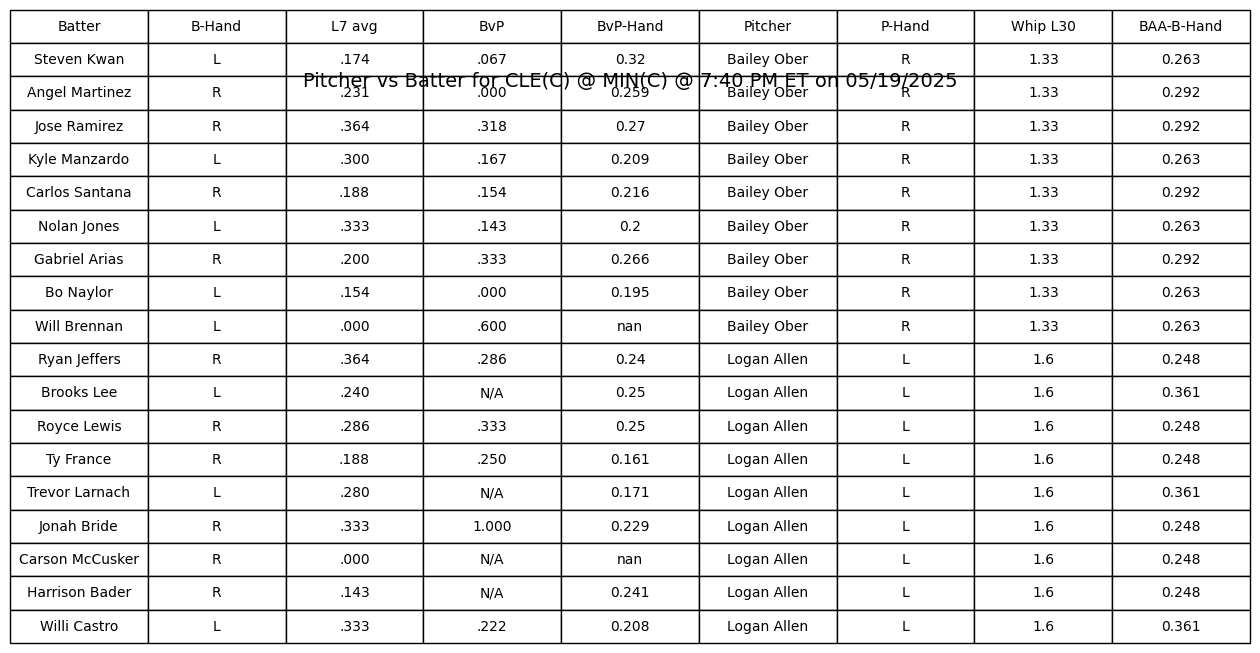 Batter B-Hand L7 avg BvP BvP-Hand Pitcher P-Hand Whip L30 BAA-B-Hand
Steven Kwan L .174 .067 0.32 Bailey Ober R 1.33 0.263
Pitcher vs Batter for CLE(C) @ MIN(C) @ 7:40 PM ET on 05/19/2025
Angel Martinez R .231 .000 0.259 Bailey Ober R 1.33 0.292
Jose Ramirez R .364 .318 0.27 Bailey Ober R 1.33 0.292
Kyle Manzardo L .300 .167 0.209 Bailey Ober R 1.33 0.263
Carlos Santana R .188 .154 0.216 Bailey Ober R 1.33 0.292
Nolan Jones L .333 .143 0.2 Bailey Ober R 1.33 0.263
Gabriel Arias R .200 .333 0.266 Bailey Ober R 1.33 0.292
Bo Naylor L .154 .000 0.195 Bailey Ober R 1.33 0.263
Will Brennan L .000 .600 nan Bailey Ober R 1.33 0.263
Ryan Jeffers R .364 .286 0.24 Logan Allen L 1.6 0.248
Brooks Lee L .240 N/A 0.25 Logan Allen L 1.6 0.361
Royce Lewis R .286 .333 0.25 Logan Allen L 1.6 0.248
Ty France R .188 .250 0.161 Logan Allen L 1.6 0.248
Trevor Larnach L .280 N/A 0.171 Logan Allen L 1.6 0.361
Jonah Bride R .333 1.000 0.229 Logan Allen L 1.6 0.248
Carson McCusker R .000 N/A nan Logan Allen L 1.6 0.248
Harrison Bader R .143 N/A 0.241 Logan Allen L 1.6 0.248
Willi Castro L .333 .222 0.208 Logan Allen L 1.6 0.361